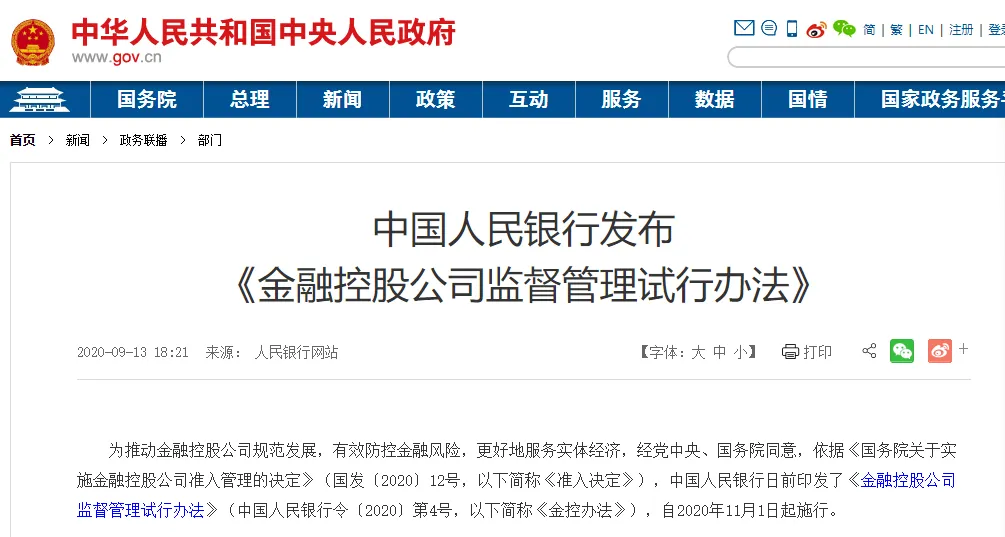 中华人民共和国中央人民政府
www.gov.cn
简 | 繁 | EN | 注册 | 登录
国务院 总理 新闻 政策 互动 服务 数据 国情 国家政务服务
首页 > 新闻 > 政务联播 > 部门
中国人民银行发布
《金融控股公司监督管理试行办法》
2020-09-13 18:21 来源： 人民银行网站 【字体：大 中 小】 打印 +
为推动金融控股公司规范发展，有效防控金融风险，更好地服务实体经济，经党中央、国务院同意，依据《国务院关于实
施金融控股公司准入管理的决定》（国发〔2020〕12号，以下简称《准入决定》），中国人民银行日前印发了《金融控股公司
监督管理试行办法》（中国人民银行令〔2020〕第4号，以下简称《金控办法》），自2020年11月1日起施行。